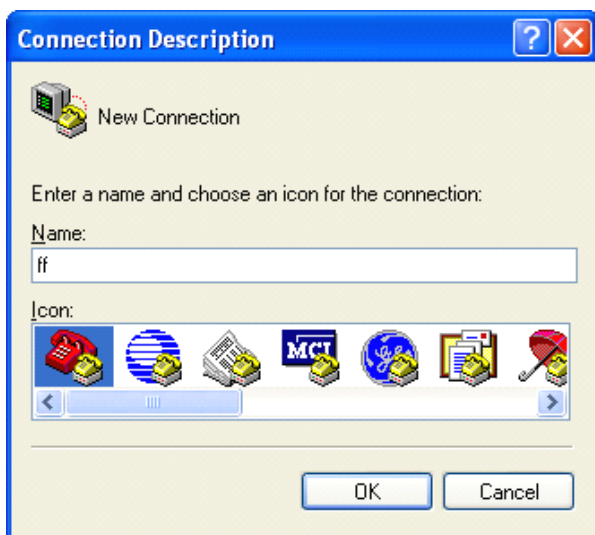 Connection Description
New Connection
Enter a name and choose an icon for the connection:
Name:
ff
Icon:
MCI
OK Cancel